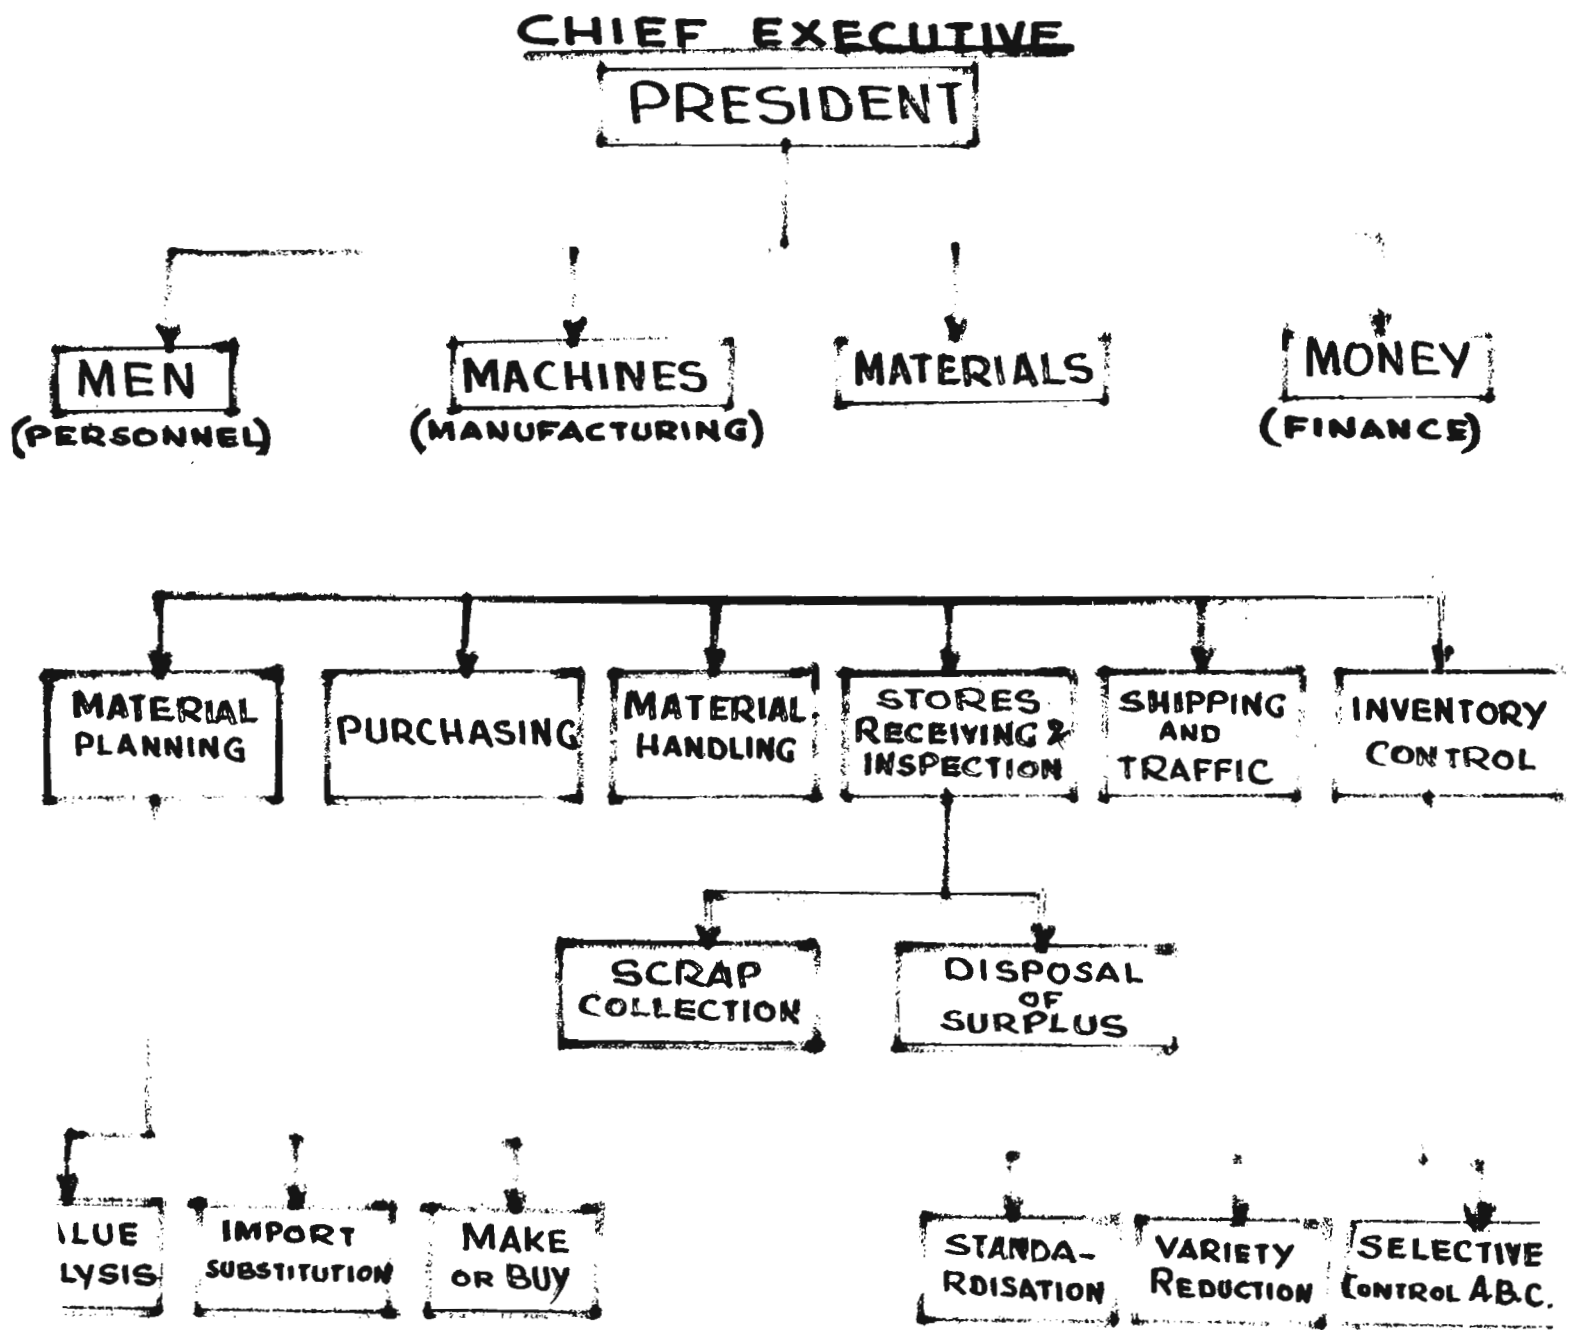 CHIEF EXECUTIVE
PRESIDENT
MEN
(PERSONNEL)
MACHINES
(MANUFACTURING)
MATERIALS
MONEY
(FINANCE)
MATERIAL
PLANNING
PURCHASING
MATERIAL
HANDLING
STORES
RECEIVING &
INSPECTION
SHIPPING
AND
TRAFFIC
INVENTORY
CONTROL
SCRAP
COLLECTION
DISPOSAL
OF
SURPLUS
ALUE
LYSIS
IMPORT
SUBSTITUTION
MAKE
OR BUY
STANDA-
RDISATION
VARIETY
REDUCTION
SELECTIVE
CONTROL A.B.C.